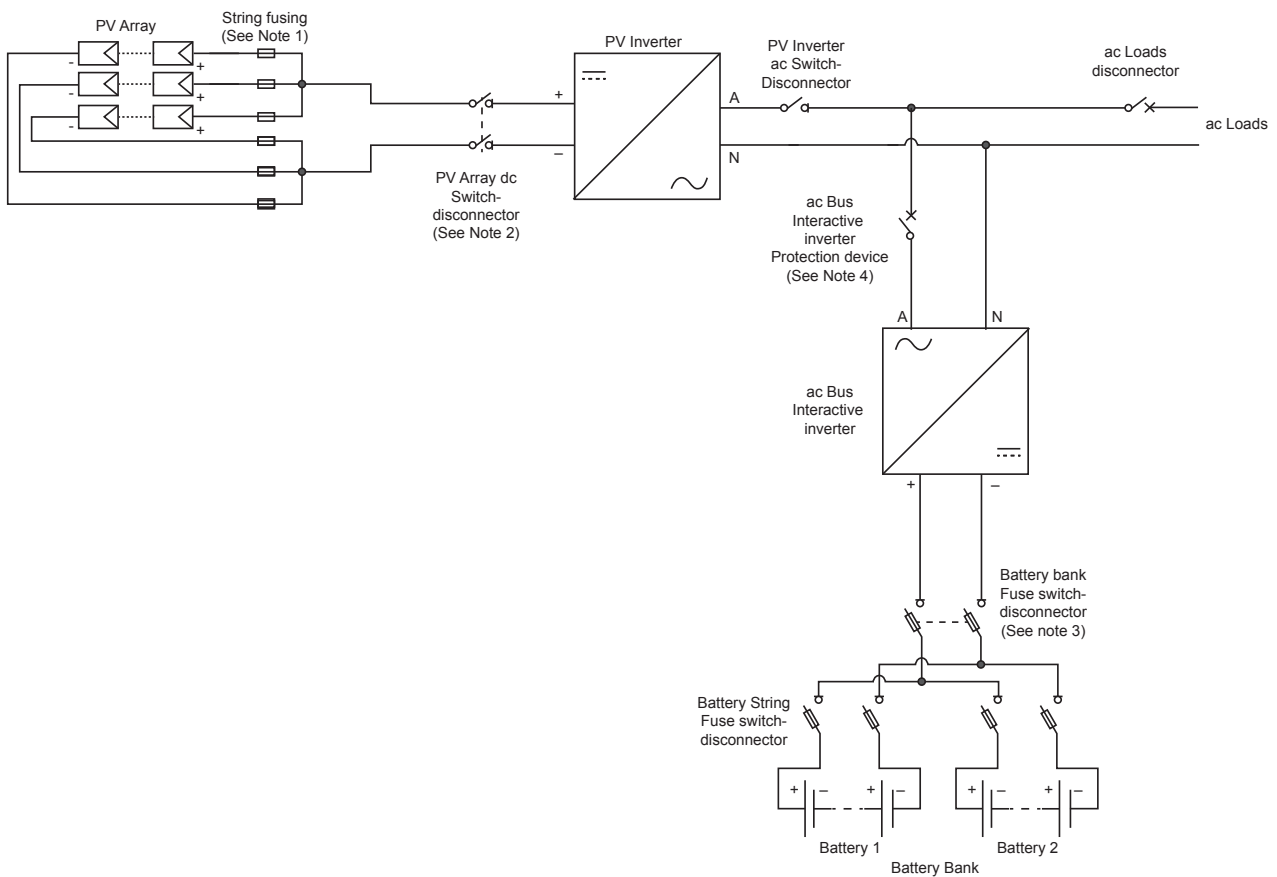 PV Array
String fusing
(See Note 1)
-
+
-
+
-
+
PV Array dc
Switch-
disconnector
(See Note 2)
+
–
PV Inverter
A
N
PV Inverter
ac Switch-
Disconnector
ac Loads
disconnector
ac Loads
ac Bus
Interactive
inverter
Protection device
(See Note 4)
A
N
ac Bus
Interactive
inverter
+
–
Battery bank
Fuse switch-
disconnector
(See note 3)
Battery String
Fuse switch-
disconnector
+
–
+
–
+
–
+
–
Battery 1
Battery 2
Battery Bank